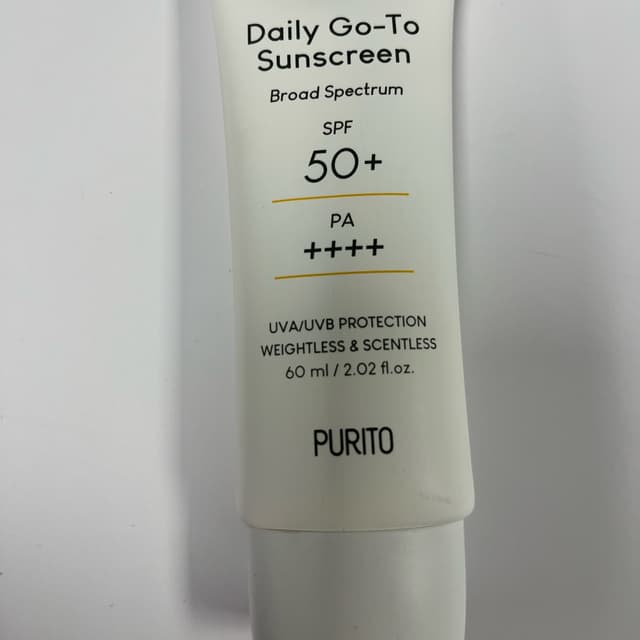 Daily Go-To
Sunscreen
Broad Spectrum
SPF
50+
PA
++++
UVA/UVB PROTECTION
WEIGHTLESS & SCENTLESS
60 ml / 2.02 fl.oz.
PURITO